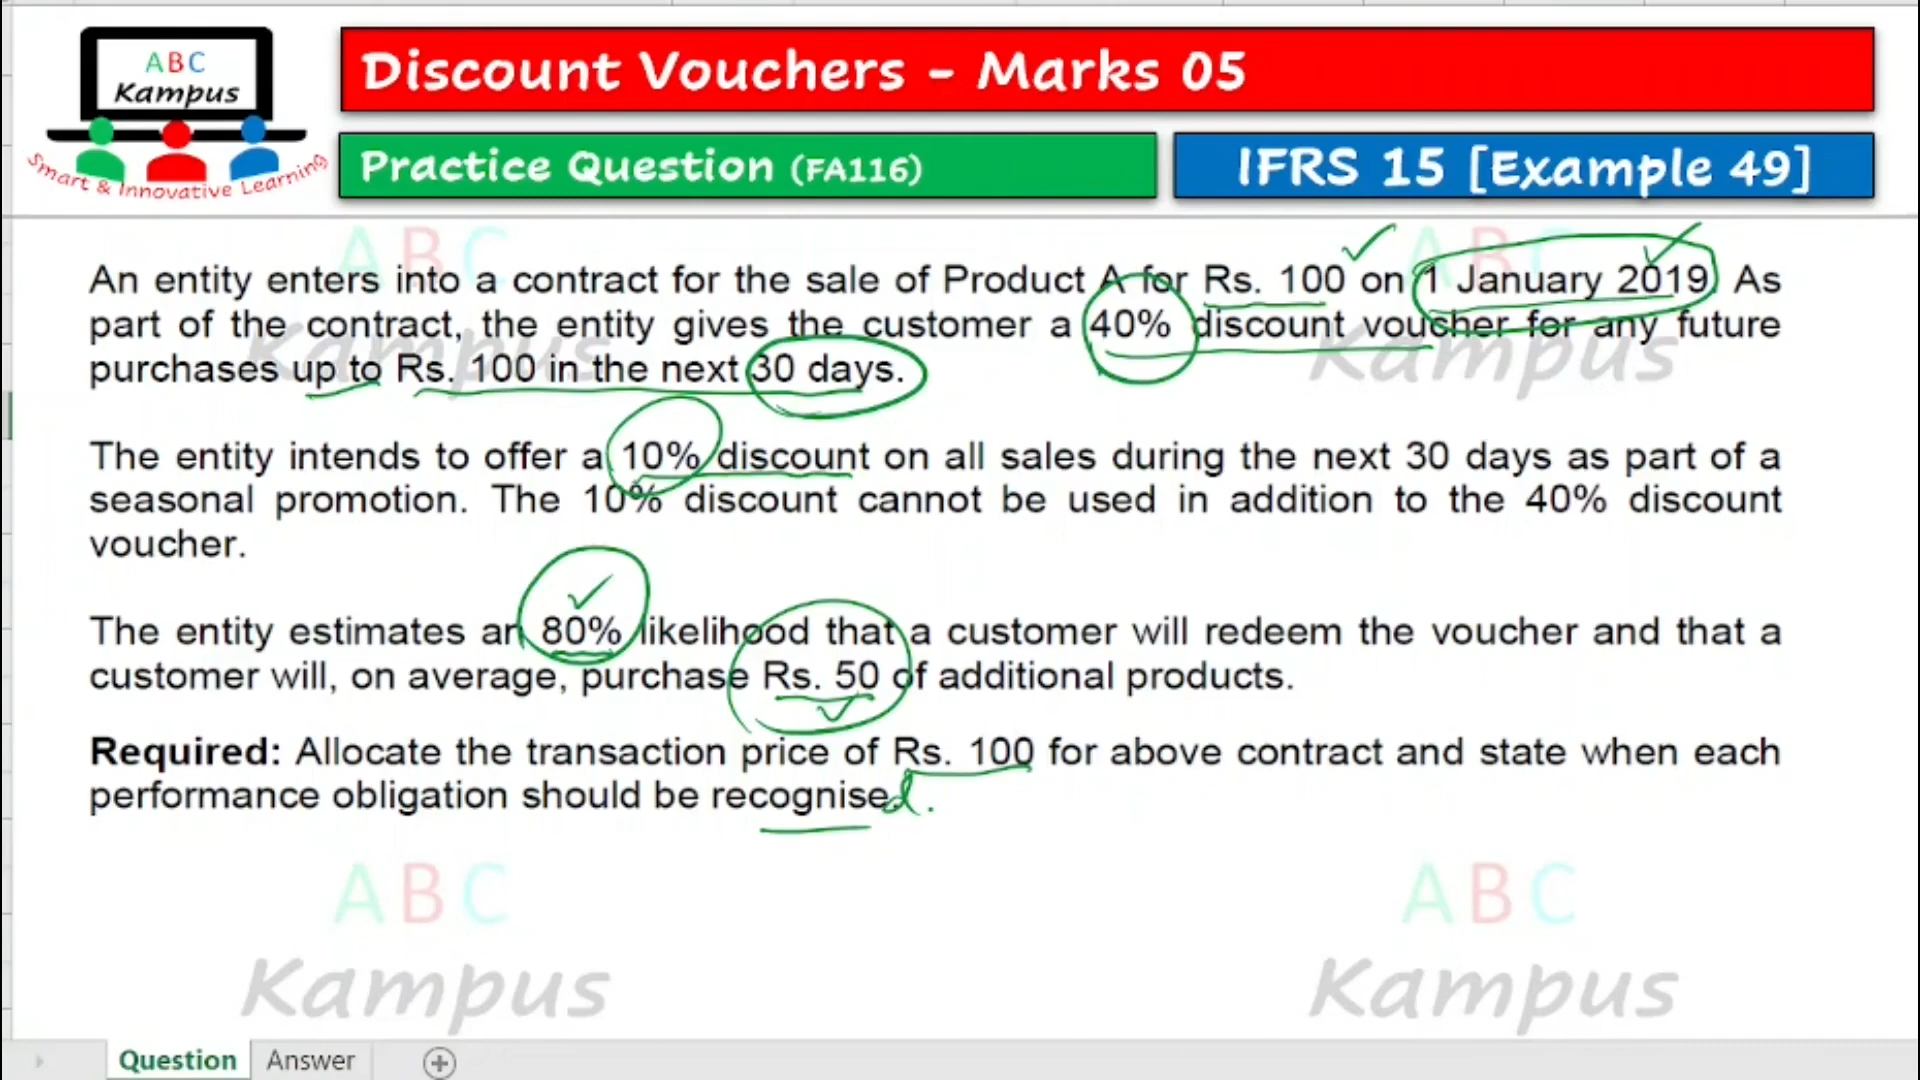 ABC
Kampus
Smart & Innovative Learning
Discount Vouchers - Marks 05
Practice Question (FA116)
IFRS 15 [Example 49]
ABC
Kampus
ABC
Kampus
An entity enters into a contract for the sale of Product A for Rs. 100 on 1 January 2019. As
part of the contract, the entity gives the customer a 40% discount voucher for any future
purchases up to Rs. 100 in the next 30 days.
The entity intends to offer a 10% discount on all sales during the next 30 days as part of a
seasonal promotion. The 10% discount cannot be used in addition to the 40% discount
voucher.
The entity estimates an 80% likelihood that a customer will redeem the voucher and that a
customer will, on average, purchase Rs. 50 of additional products.
Required: Allocate the transaction price of Rs. 100 for above contract and state when each
performance obligation should be recognised.
ABC
Kampus
ABC
Kampus
Question
Answer